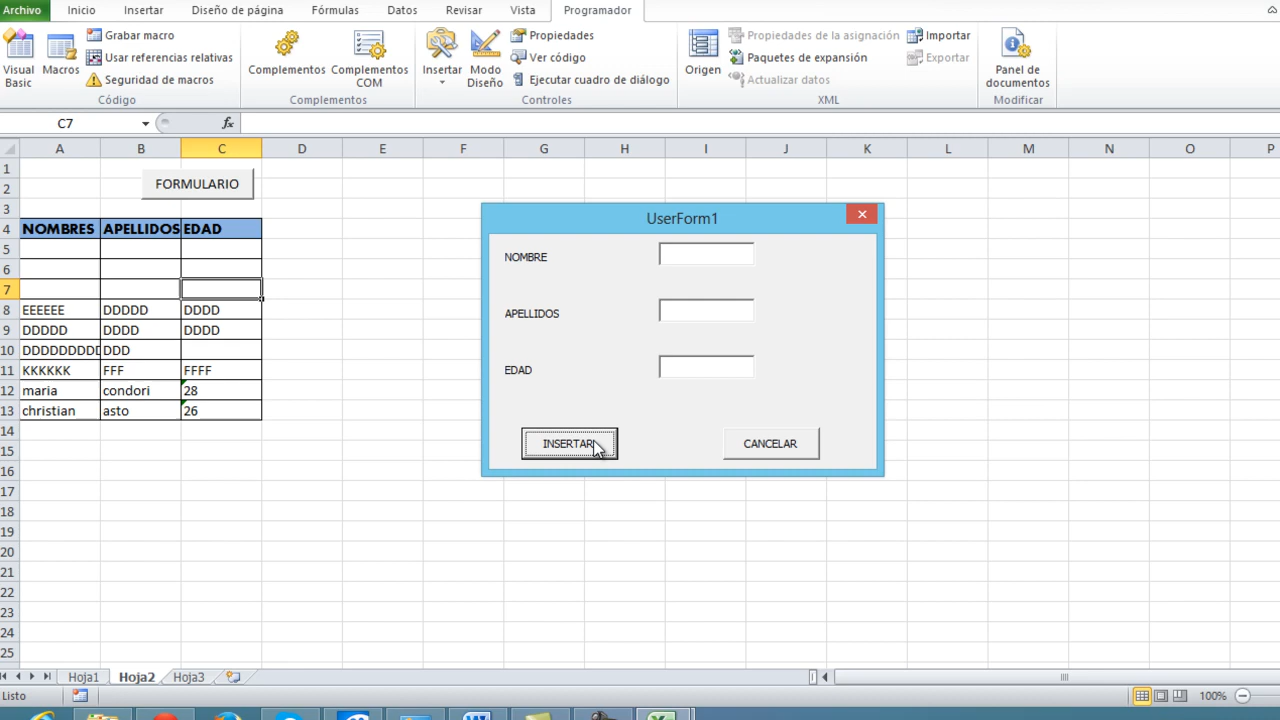 Archivo Inicio Insertar Diseño de página Fórmulas Datos Revisar Vista Programador
Visual Basic
Macros
Grabar macro
Usar referencias relativas
Seguridad de macros
Código
Complementos
Complementos COM
Complementos
Insertar
Modo Diseño
Propiedades
Ver código
Ejecutar cuadro de diálogo
Controles
Origen
Propiedades de la asignación
Paquetes de expansión
Actualizar datos
Importar
Exportar
XML
Panel de documentos
Modificar
C7 fx
A B C D E F G H I J K L M N O P
1
2 FORMULARIO
3
4 NOMBRES APELLIDOS EDAD
5
6
7
8 EEEEEE DDDDD DDDD
9 DDDDD DDDD DDDD
10 DDDDDDDDD DDD
11 KKKKKK FFF FFFF
12 maria condori 28
13 christian asto 26
14
15
16
17
18
19
20
21
22
23
24
25
UserForm1
NOMBRE
APELLIDOS
EDAD
INSERTAR CANCELAR
Hoja1 Hoja2 Hoja3
Listo 100%